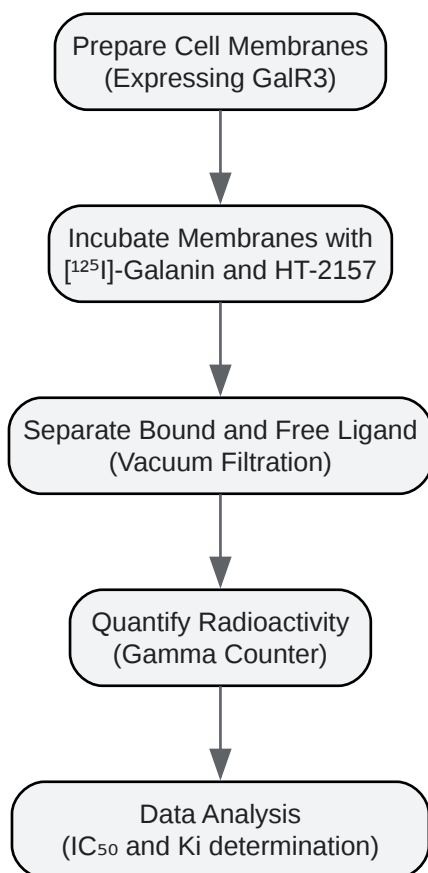 Prepare Cell Membranes
(Expressing GalR3)
Incubate Membranes with
[¹²⁵I]-Galanin and HT-2157
Separate Bound and Free Ligand
(Vacuum Filtration)
Quantify Radioactivity
(Gamma Counter)
Data Analysis
(IC₅₀ and Ki determination)